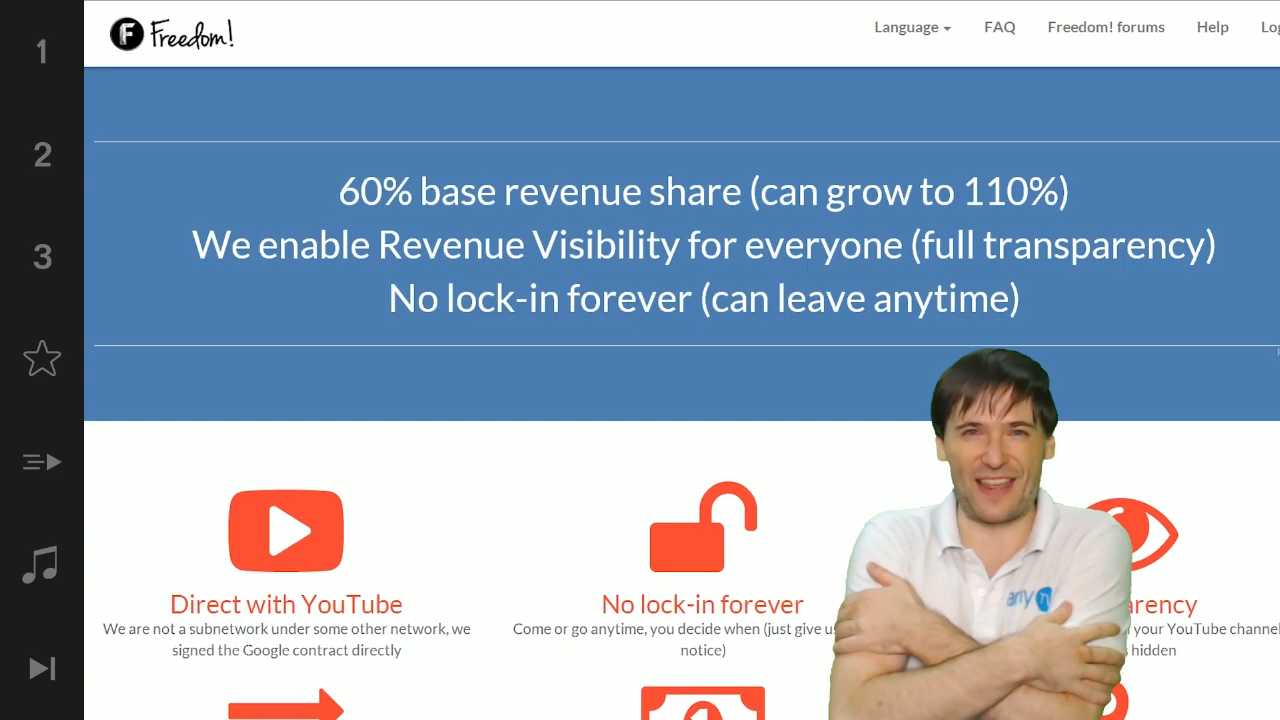 1
2
3
F Freedom!
Language
FAQ
Freedom! forums
Help
60% base revenue share (can grow to 110%)
We enable Revenue Visibility for everyone (full transparency)
No lock-in forever (can leave anytime)
Direct with YouTube
We are not a subnetwork under some other network, we
signed the Google contract directly
No lock-in forever
Come or go anytime, you decide when (just give
notice)
your YouTube channel
hidden
any TV